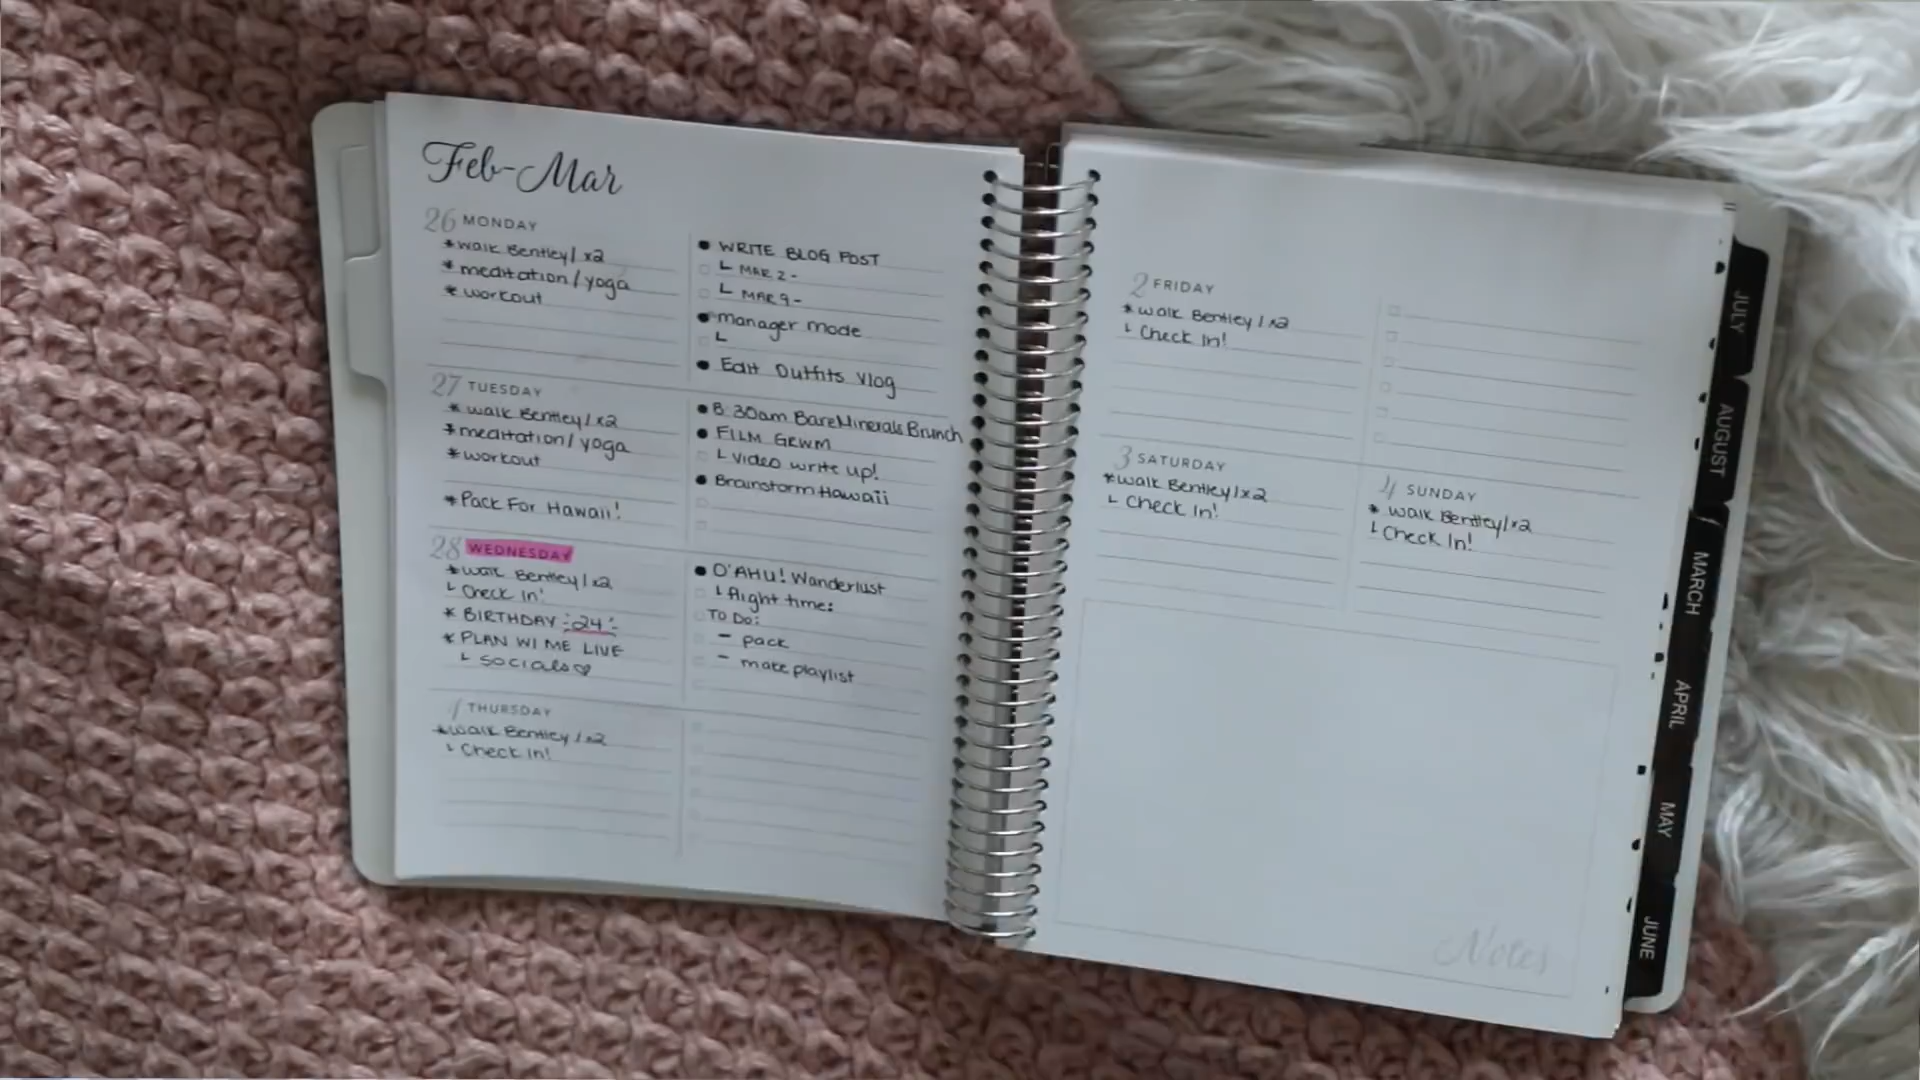 Feb-Mar
26 MONDAY
*walk Bentley / x2
*meditation / yoga
*workout
• WRITE BLOG POST
└ MAR 2 -
└ MAR 9 -
• manager mode
└
• Edit Outfits Vlog
27 TUESDAY
* walk Bentley / x2
*meditation / yoga
*workout
*Pack For Hawaii!
• 8:30am BareMinerals Brunch
• FILM GRWM
└ video write up!
• Brainstorm Hawaii
28 WEDNESDAY
*walk Bentley / x2
└ Check In!
* BIRTHDAY 24
* PLAN W/ ME LIVE
└ socials♡
• O'AHU! Wanderlust
└ flight time:
TO DO:
- pack
- make playlist
1 THURSDAY
*walk Bentley / x2
└ Check In!
2 FRIDAY
*walk Bentley / x2
└ Check In!
3 SATURDAY
*walk Bentley / x2
└ Check In!
4 SUNDAY
* walk Bentley / x2
└ Check In!
Notes
JULY
AUGUST
MARCH
APRIL
MAY
JUNE